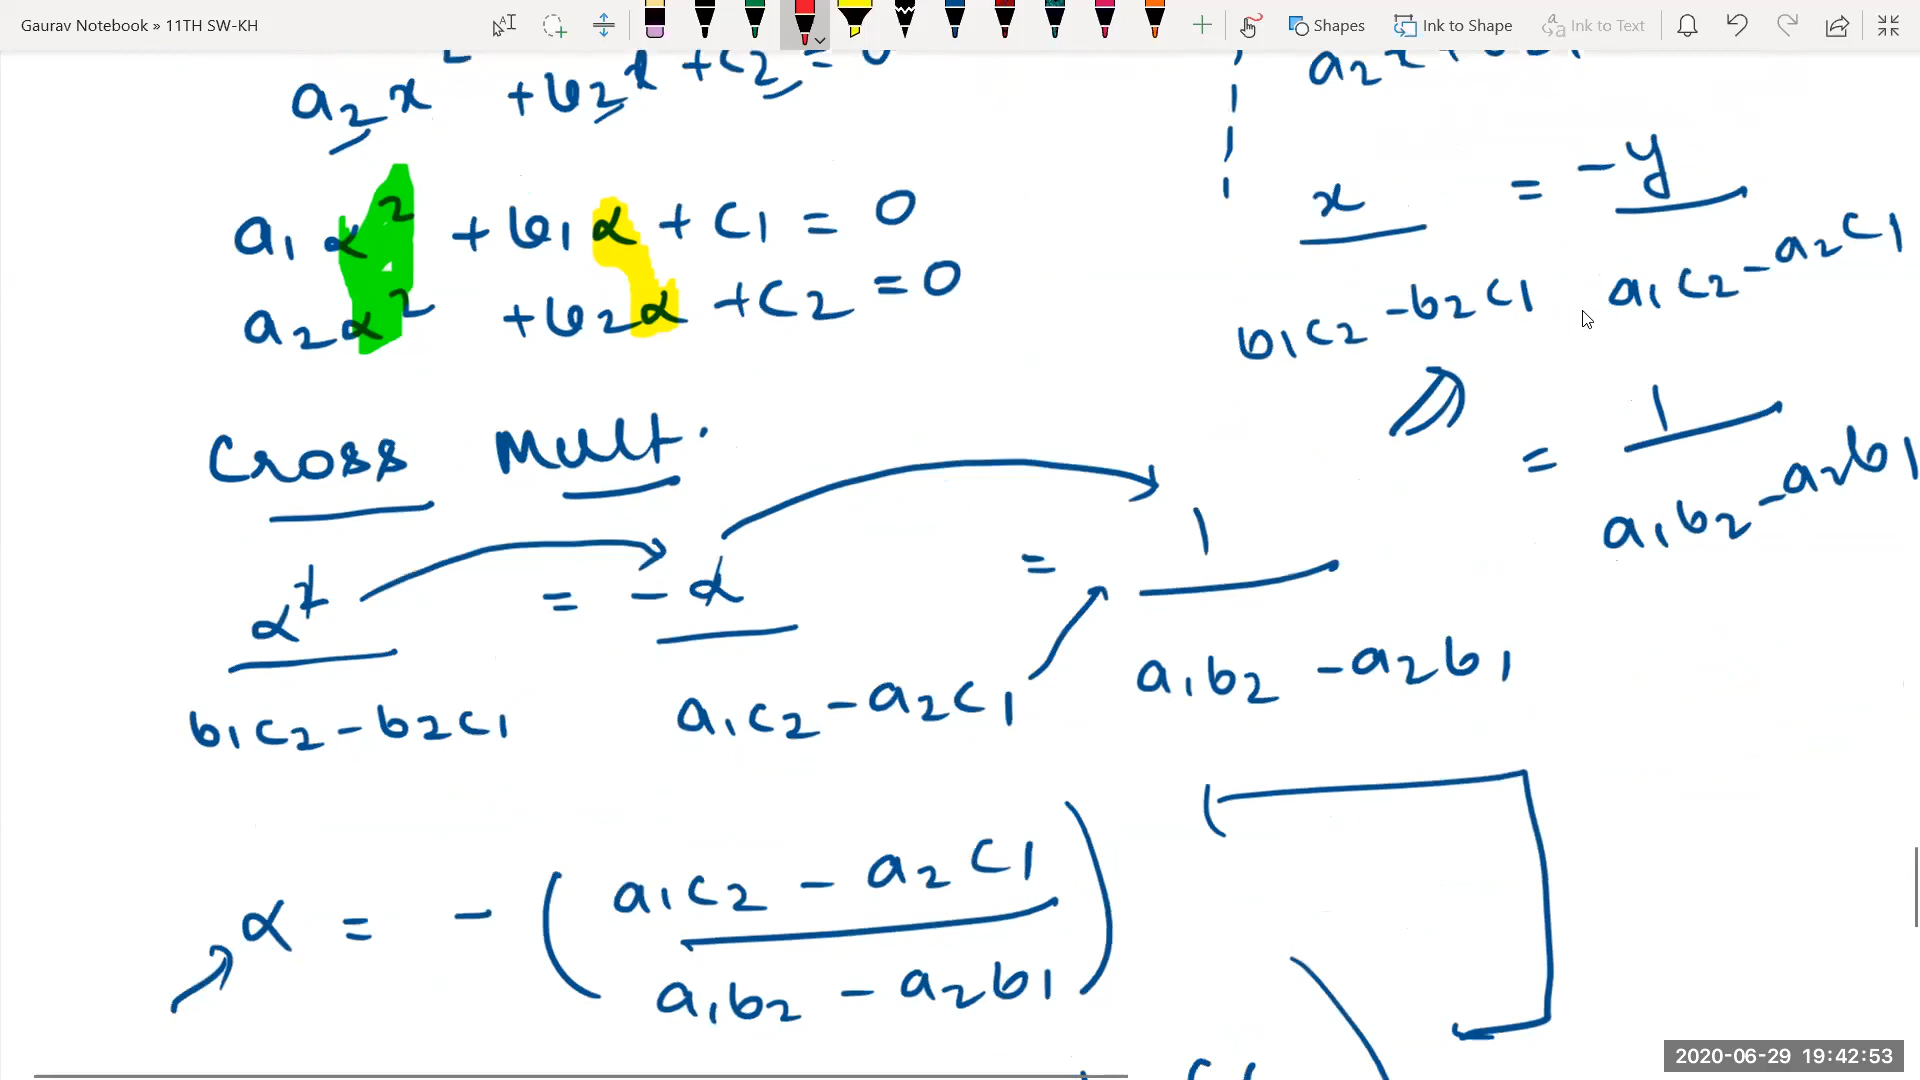 Gaurav Notebook » 11TH SW-KH
Shapes
Ink to Shape
Ink to Text
a₂x² + b₂x + c₂ = 0
a₁α² + b₁α + c₁ = 0
a₂α² + b₂α + c₂ = 0
Cross Mult.
α² = -α = 1
b₁c₂ - b₂c₁ a₁c₂ - a₂c₁ a₁b₂ - a₂b₁
α = - ( a₁c₂ - a₂c₁
a₁b₂ - a₂b₁ )
x = -y
b₁c₂ - b₂c₁ a₁c₂ - a₂c₁
= 1
a₁b₂ - a₂b₁
2020-06-29 19:42:53